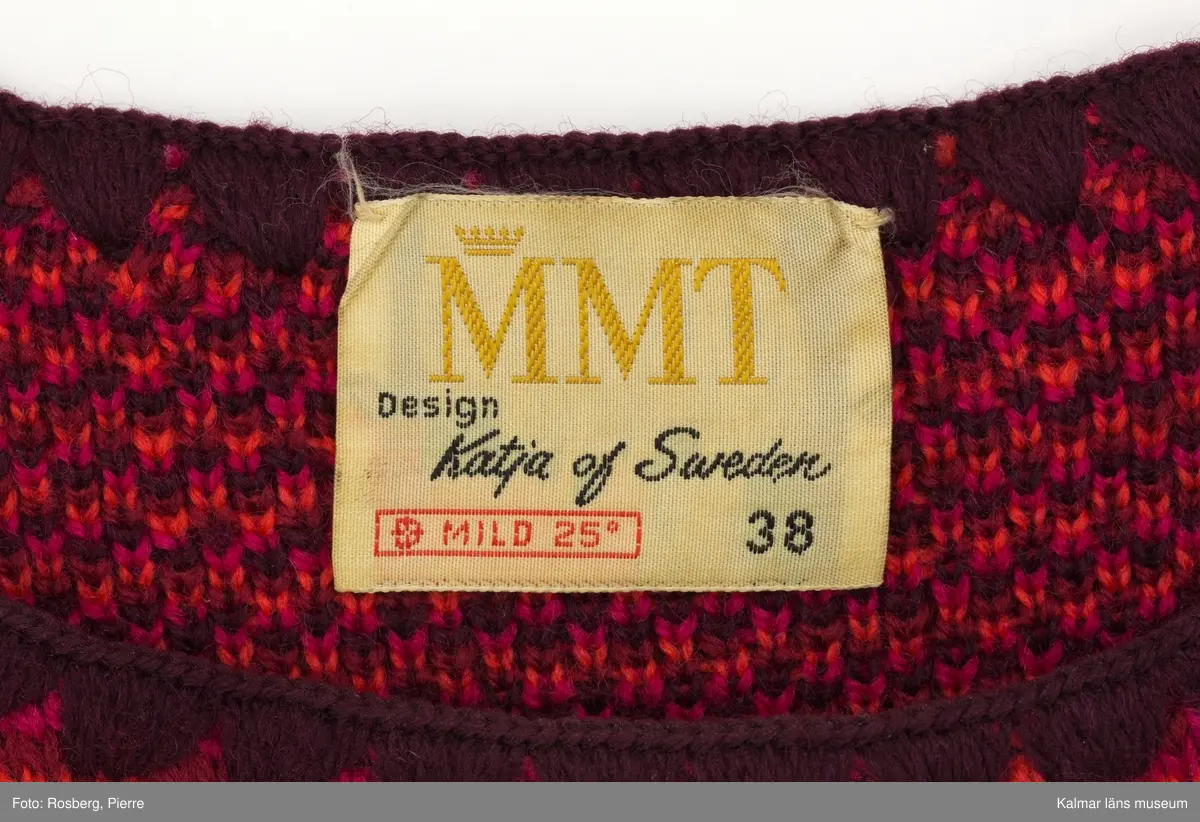 MMT
Design
Katja of Sweden
MILD 25° 38
Foto: Rosberg, Pierre Kalmar läns museum